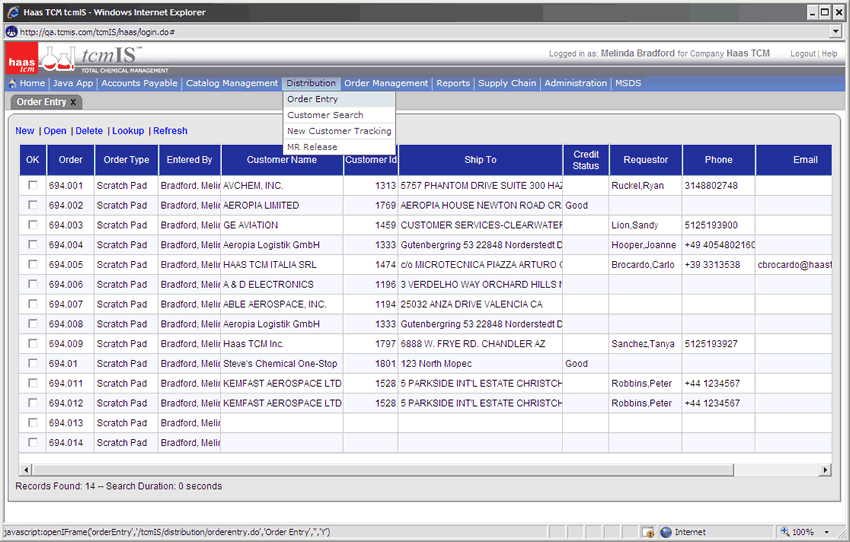 Haas TCM tcmIS - Windows Internet Explorer
http://qa.tcmis.com/tcmIS/haas/login.do#
haas tcm tcmIS™ TOTAL CHEMICAL MANAGEMENT
Logged in as: Melinda Bradford for Company Haas TCM Logout | Help
Home | Java App | Accounts Payable | Catalog Management | Distribution | Order Management | Reports | Supply Chain | Administration | MSDS
Order Entry X
Order Entry
Customer Search
New Customer Tracking
MR Release
New | Open | Delete | Lookup | Refresh
OK Order Order Type Entered By Customer Name Customer Id Ship To Credit Status Requestor Phone Email
694.001 Scratch Pad Bradford, Melin AVCHEM, INC. 1313 5757 PHANTOM DRIVE SUITE 300 HAZ Ruckel,Ryan 3148802748
694.002 Scratch Pad Bradford, Melin AEROPIA LIMITED 1769 AEROPIA HOUSE NEWTON ROAD CR Good
694.003 Scratch Pad Bradford, Melin GE AVIATION 1459 CUSTOMER SERVICES-CLEARWATER Lion,Sandy 5125193900
694.004 Scratch Pad Bradford, Melin Aeropia Logistik GmbH 1333 Gutenbergring 53 22848 Norderstedt D Hooper,Joanne +49 4054802160
694.005 Scratch Pad Bradford, Melin HAAS TCM ITALIA SRL 1474 c/o MICROTECNICA PIAZZA ARTURO Brocardo,Carlo +39 3313538 cbrocardo@haast
694.006 Scratch Pad Bradford, Melin A & D ELECTRONICS 1196 3 VERDELHO WAY ORCHARD HILLS
694.007 Scratch Pad Bradford, Melin ABLE AEROSPACE, INC. 1194 25032 ANZA DRIVE VALENCIA CA
694.008 Scratch Pad Bradford, Melin Aeropia Logistik GmbH 1333 Gutenbergring 53 22848 Norderstedt D
694.009 Scratch Pad Bradford, Melin Haas TCM Inc. 1797 6888 W. FRYE RD. CHANDLER AZ Sanchez,Tanya 5125193927
694.01 Scratch Pad Bradford, Melin Steve's Chemical One-Stop 1801 123 North Mopec Good
694.011 Scratch Pad Bradford, Melin KEMFAST AEROSPACE LTD 1528 5 PARKSIDE INT'L ESTATE CHRISTCH Robbins,Peter +44 1234567
694.012 Scratch Pad Bradford, Melin KEMFAST AEROSPACE LTD 1528 5 PARKSIDE INT'L ESTATE CHRISTCH Robbins,Peter +44 1234567
694.013 Scratch Pad Bradford, Melin
694.014 Scratch Pad Bradford, Melin
Records Found: 14 -- Search Duration: 0 seconds
javascript:openIFrame('orderEntry','/tcmIS/distribution/orderentry.do','Order Entry','','Y') Internet 100%